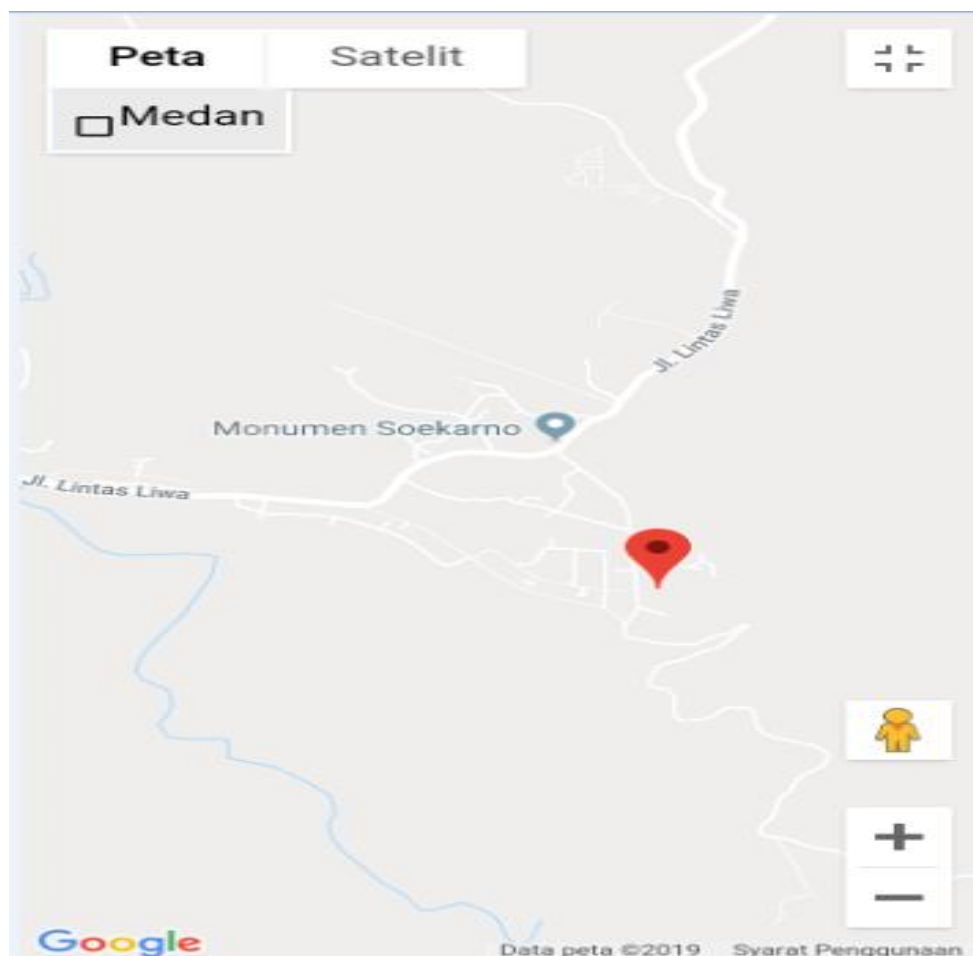 Peta Satelit
Medan
Jl. Lintas Liwa
Monumen Soekarno
Jl. Lintas Liwa
Google
Data peta ©2019 Syarat Penggunaan